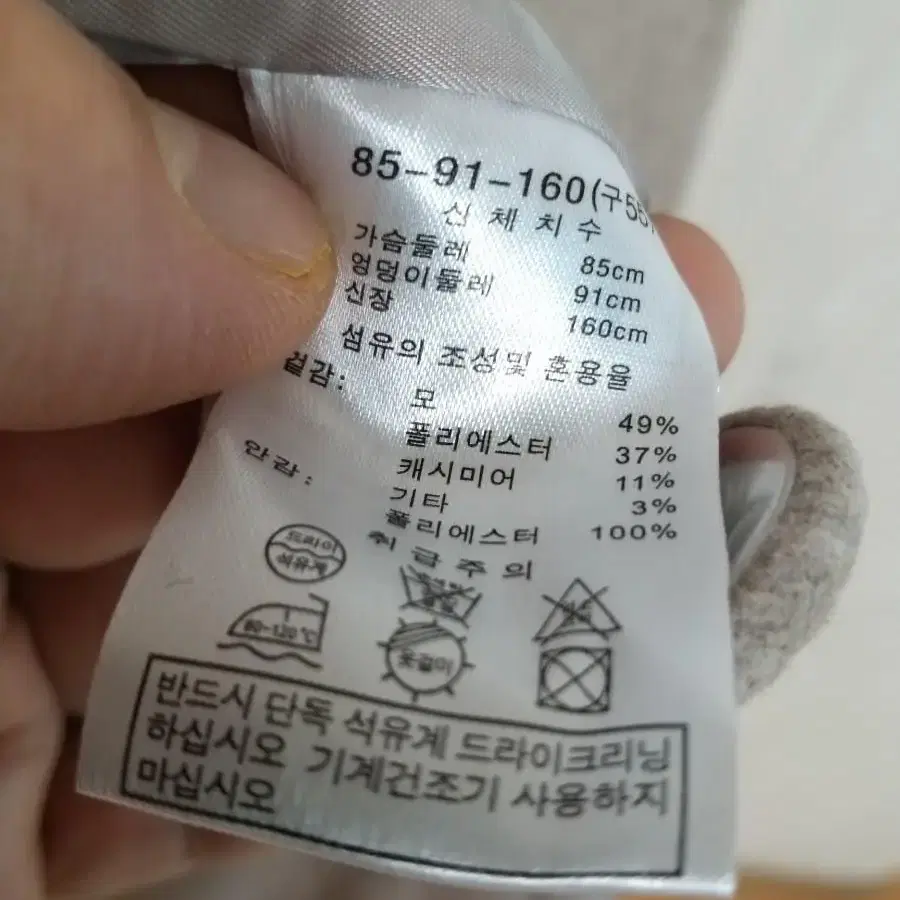 85-91-160(구55)
신 체 치 수
가슴둘레 85cm
엉덩이둘레 91cm
신장 160cm
섬유의 조성및 혼용율
겉감: 모 49%
폴리에스터 37%
캐시미어 11%
기타 3%
안감: 폴리에스터 100%
취 급 주 의
드라이
석유계
80-120℃
옷걸이
반드시 단독 석유계 드라이크리닝
하십시오 기계건조기 사용하지
마십시오